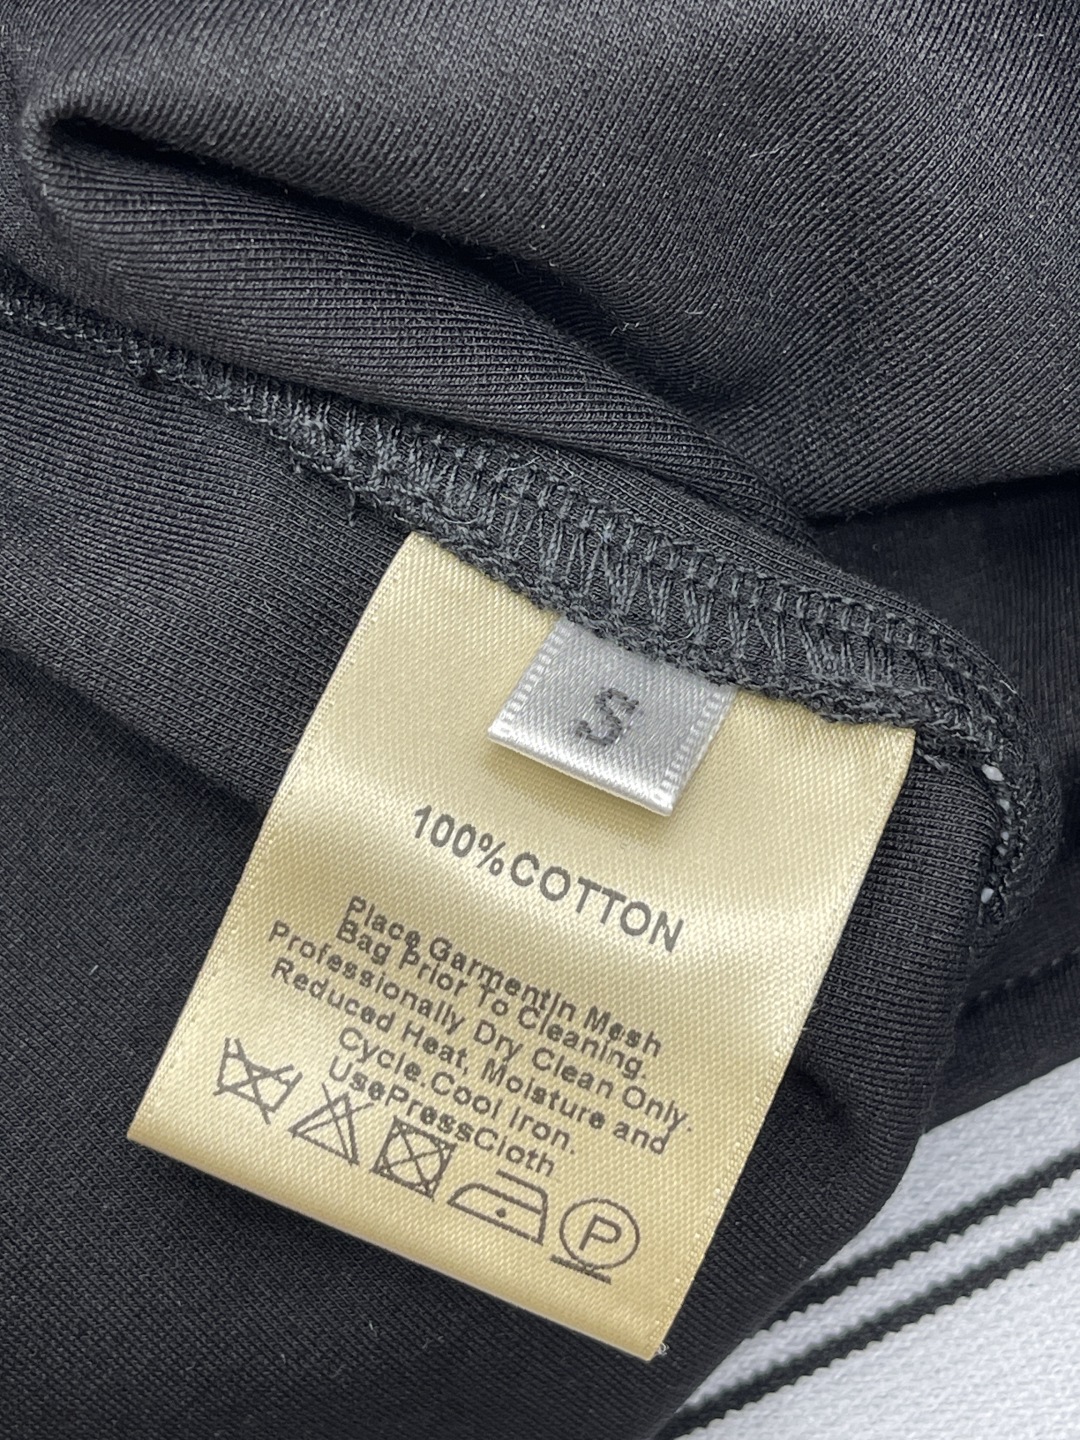 S
100%COTTON
Place GarmentIn Mesh
Bag Prior To Cleaning.
Professionally Dry Clean Only.
Reduced Heat, Moisture and
Cycle.Cool Iron.
UsePressCloth
P